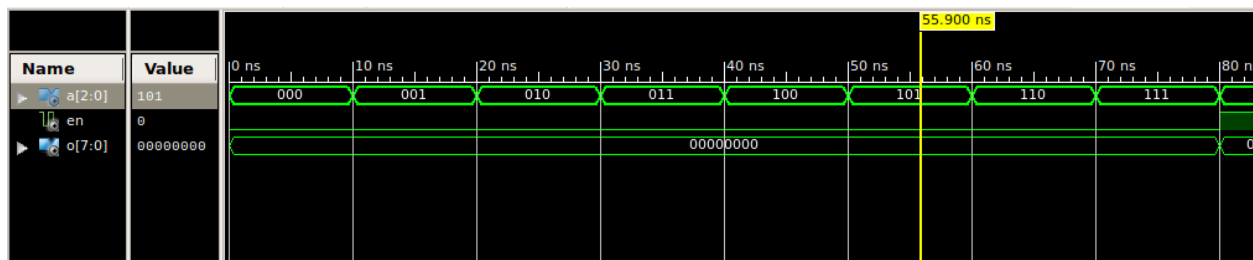 55.900 ns
Name Value
0 ns 10 ns 20 ns 30 ns 40 ns 50 ns 60 ns 70 ns 80 n
a[2:0] 101 000 001 010 011 100 101 110 111
en 0
o[7:0] 00000000 00000000 0